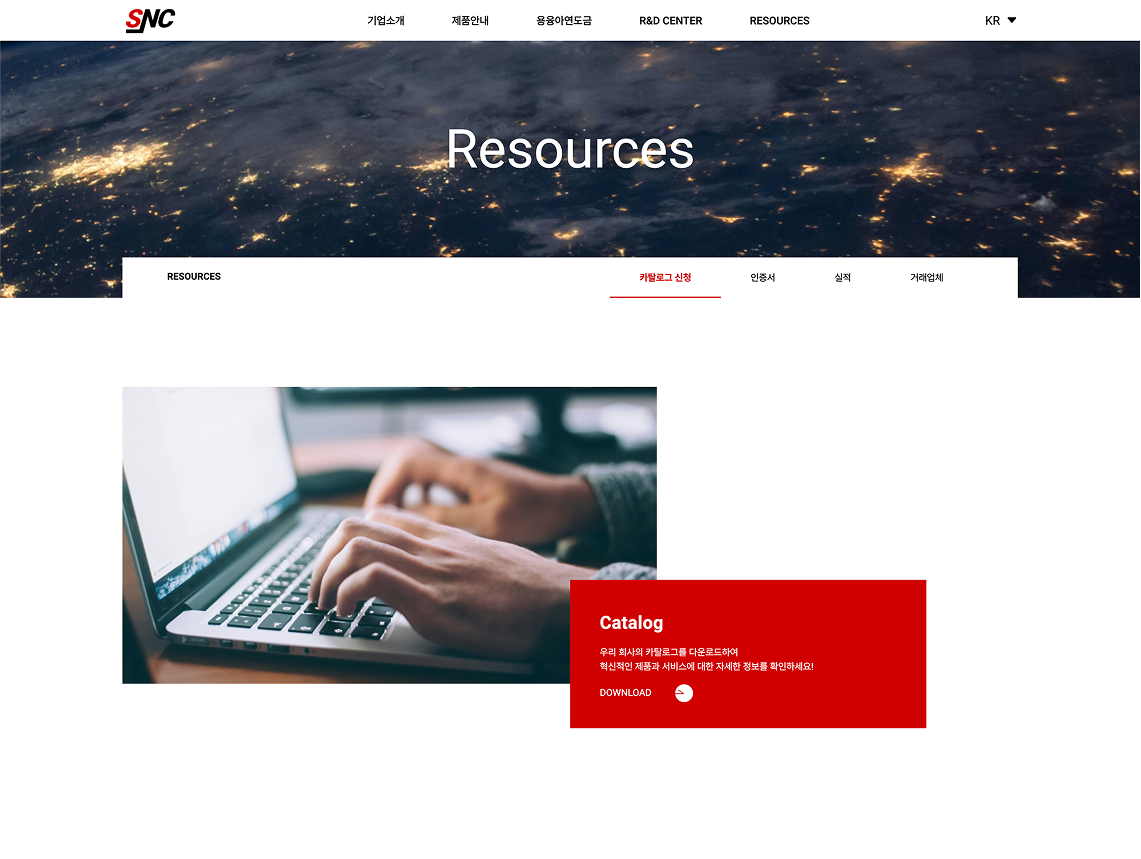 SNC
기업소개 제품안내 용융아연도금 R&D CENTER RESOURCES KR
Resources
RESOURCES 카탈로그 신청 인증서 실적 거래업체
Catalog
우리 회사의 카탈로그를 다운로드하여
혁신적인 제품과 서비스에 대한 자세한 정보를 확인하세요!
DOWNLOAD